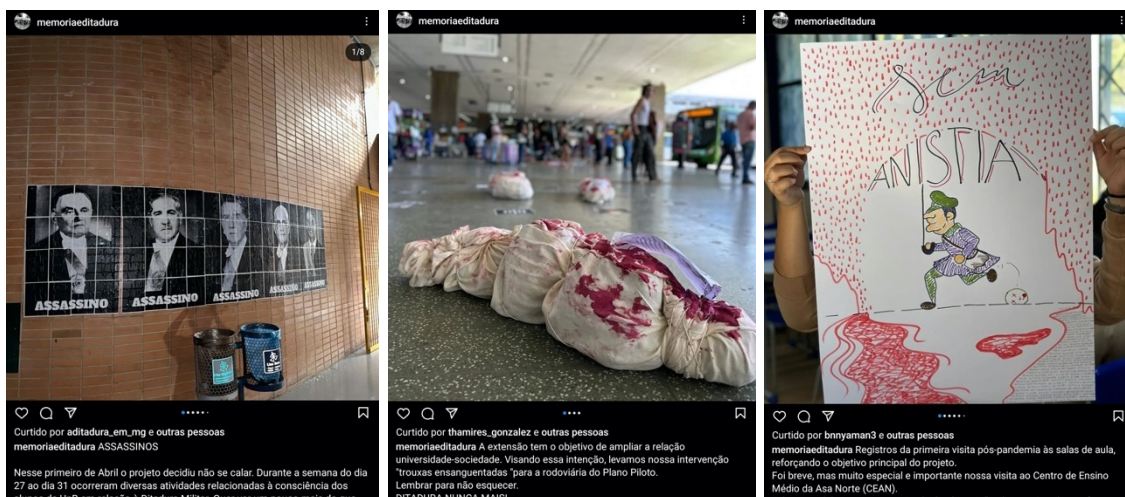 memoriaeditadura
1/8
ASSASSINO
ASSASSINO
ASSASSINO
ASSASSINO
ASSASSINO
Curtido por aditadura_em_mg e outras pessoas
memoriaeditadura ASSASSINOS
Nesse primeiro de Abril o projeto decidiu não se calar. Durante a semana do dia
27 ao dia 31 ocorreram diversas atividades relacionadas à consciência dos
memoriaeditadura
Curtido por thamires_gonzalez e outras pessoas
memoriaeditadura A extensão tem o objetivo de ampliar a relação
universidade-sociedade. Visando essa intenção, levamos nossa intervenção
"trouxas ensanguentadas "para a rodoviária do Plano Piloto.
Lembrar para não esquecer.
DITADURA NUNCA MAIS!
memoriaeditadura
Sem
ANISTIA
Curtido por bnnyaman3 e outras pessoas
memoriaeditadura Registros da primeira visita pós-pandemia às salas de aula,
reforçando o objetivo principal do projeto.
Foi breve, mas muito especial e importante nossa visita ao Centro de Ensino
Médio da Asa Norte (CEAN).